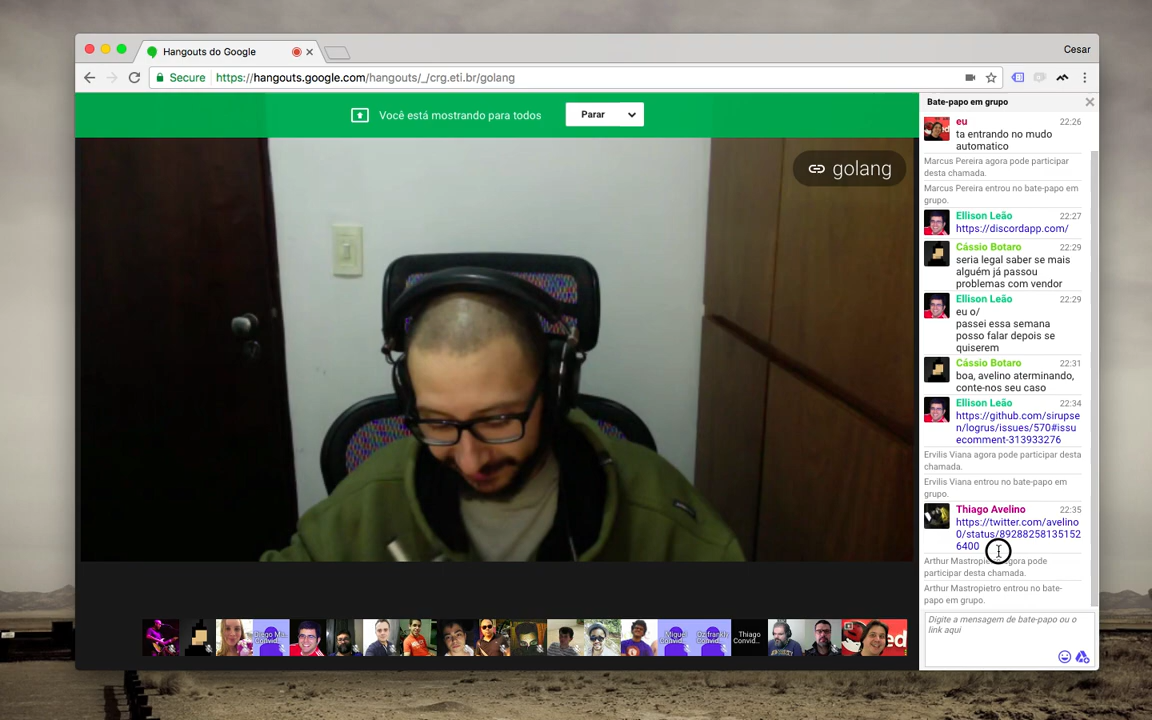 Hangouts do Google
Cesar
Secure
https://hangouts.google.com/hangouts/_/crg.eti.br/golang
Você está mostrando para todos
Parar
golang
Bate-papo em grupo
eu 22:26
ta entrando no mudo
automatico
Marcus Pereira agora pode participar
desta chamada.
Marcus Pereira entrou no bate-papo em
grupo.
Ellison Leão 22:27
https://discordapp.com/
Cássio Botaro 22:29
seria legal saber se mais
alguém já passou
problemas com vendor
Ellison Leão 22:29
eu o/
passei essa semana
posso falar depois se
quiserem
Cássio Botaro 22:31
boa, avelino aterminando,
conte-nos seu caso
Ellison Leão 22:34
https://github.com/sirupse
n/logrus/issues/570#issu
ecomment-313933276
Ervilis Viana agora pode participar desta
chamada.
Ervilis Viana entrou no bate-papo em
grupo.
Thiago Avelino 22:35
https://twitter.com/avelino
0/status/89288258135152
6400
Arthur Mastropietro agora pode
participar desta chamada.
Arthur Mastropietro entrou no bate-
papo em grupo.
Digite a mensagem de bate-papo ou o
link aqui
Miguel
Convid...
Thiago
Convid...